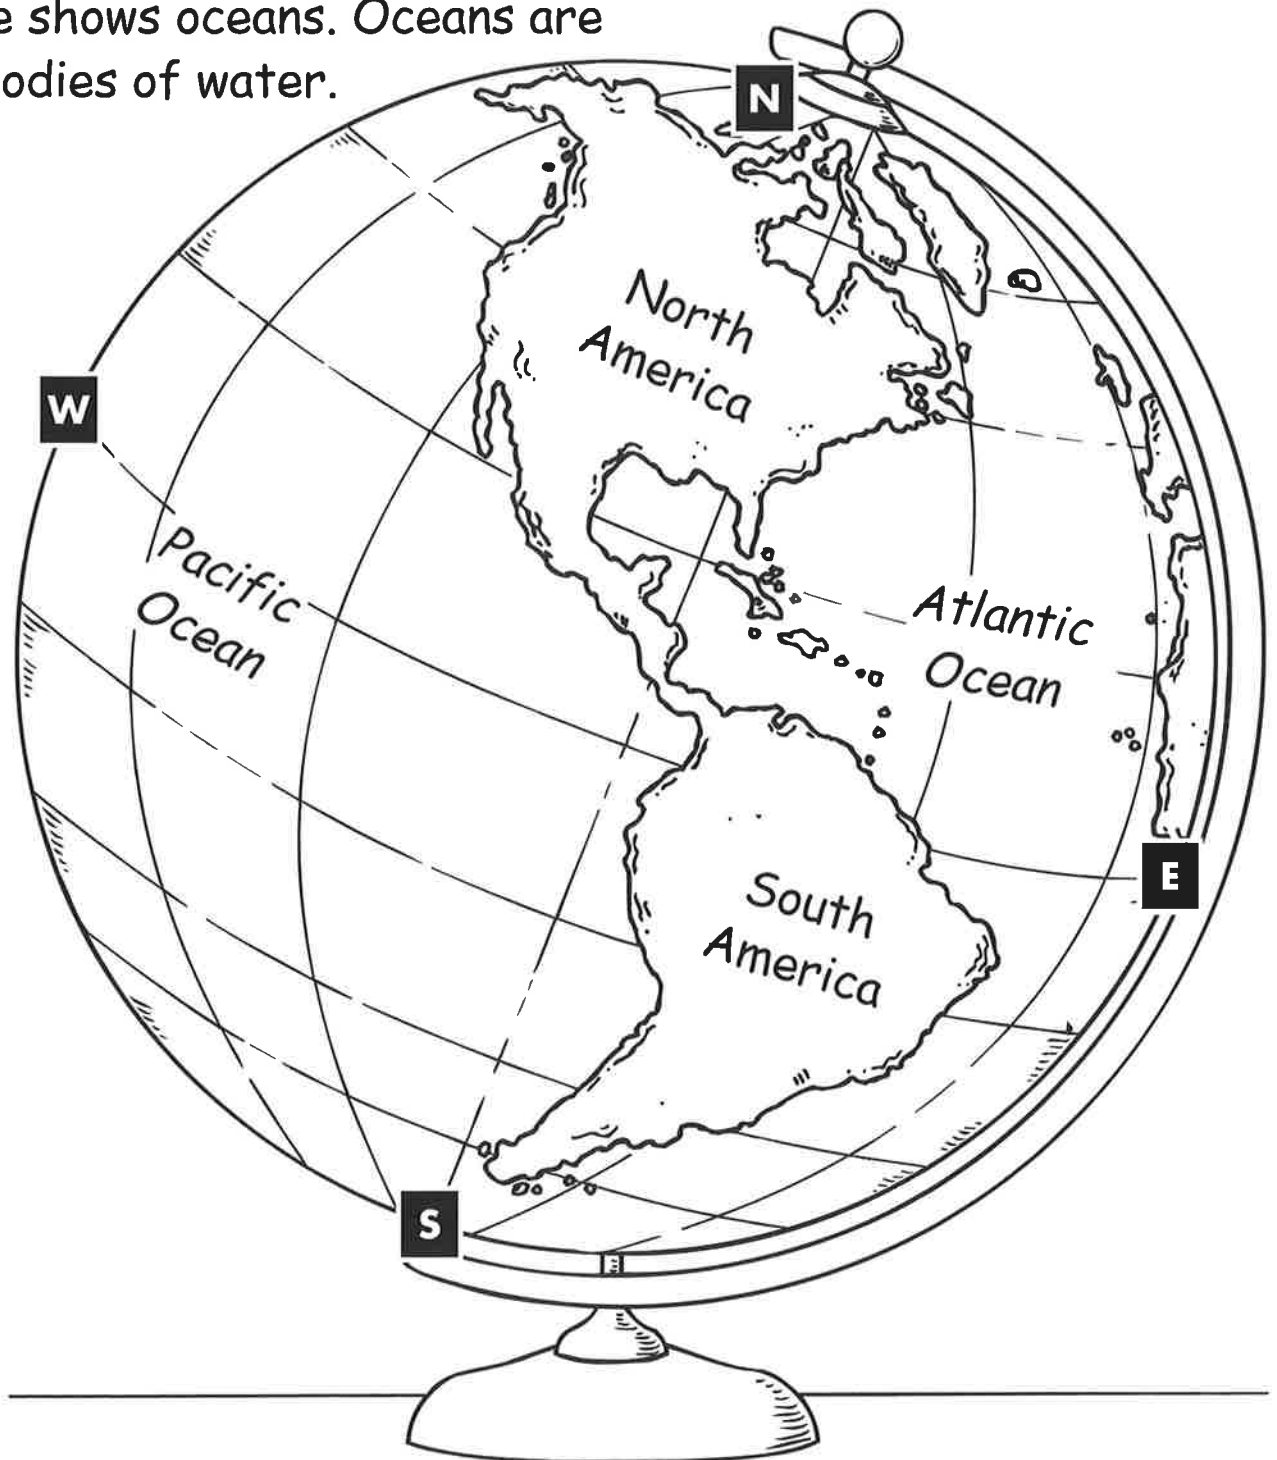 e shows oceans. Oceans are
odies of water.
N
North
America
W
Pacific
Ocean
Atlantic
Ocean
South
America
E
S